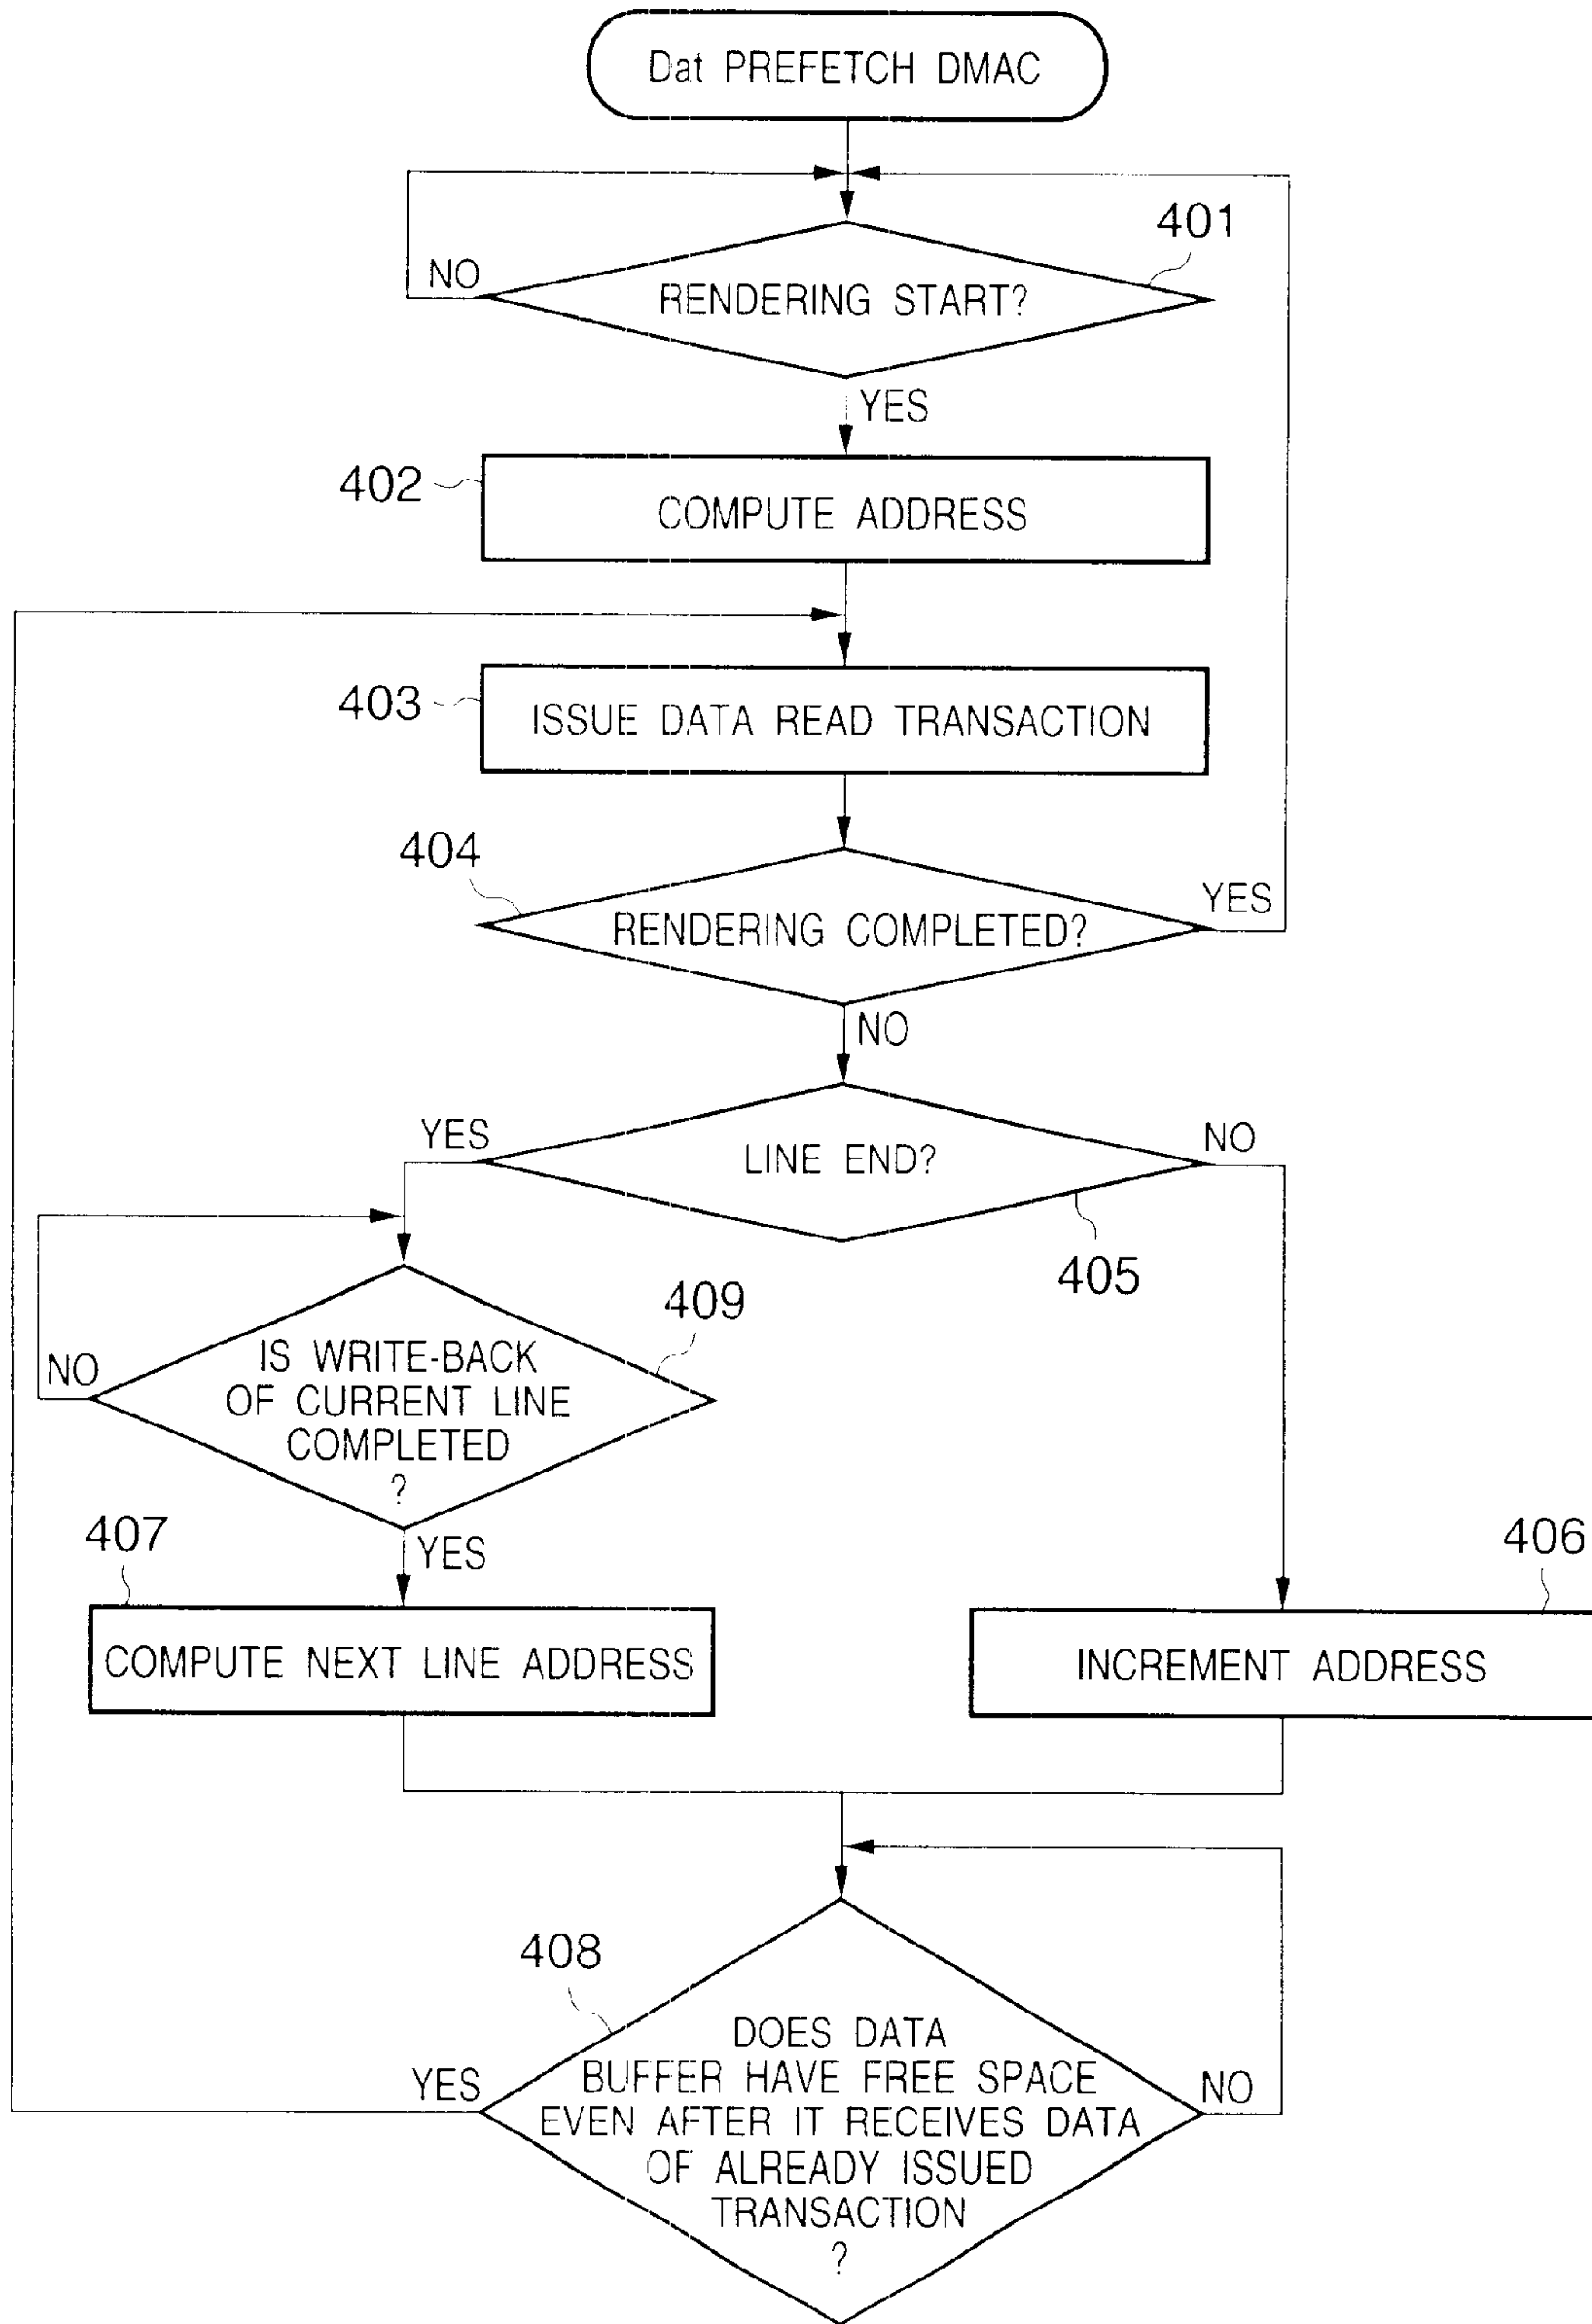 Dat PREFETCH DMAC
401
NO
RENDERING START?
YES
402
COMPUTE ADDRESS
403
ISSUE DATA READ TRANSACTION
404
YES
RENDERING COMPLETED?
NO
YES
NO
LINE END?
405
409
IS WRITE-BACK
NO
OF CURRENT LINE
COMPLETED
?
407
YES
406
COMPUTE NEXT LINE ADDRESS
INCREMENT ADDRESS
408
DOES DATA
BUFFER HAVE FREE SPACE
YES
NO
EVEN AFTER IT RECEIVES DATA
OF ALREADY ISSUED
TRANSACTION
?